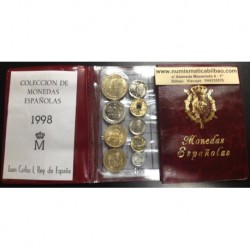 COLECCION DE
MONEDAS
ESPAÑOLAS
1998
M
Juan Carlos I, Rey de España
www.numismaticabilbao.com
Monedas
Españolas